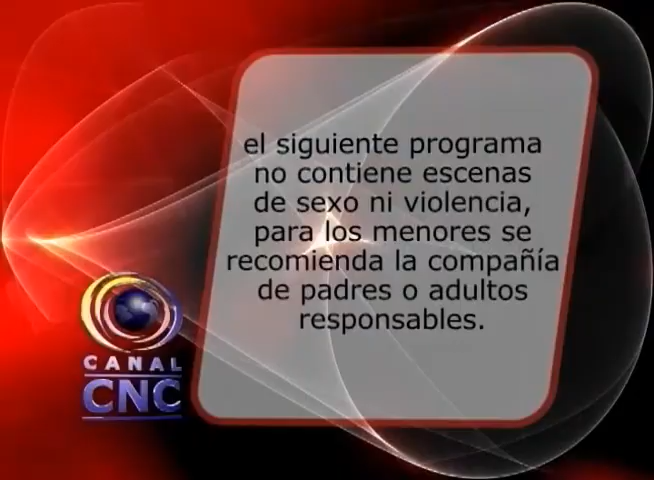 el siguiente programa
no contiene escenas
de sexo ni violencia,
para los menores se
recomienda la compañía
de padres o adultos
responsables.
CANAL
CNC